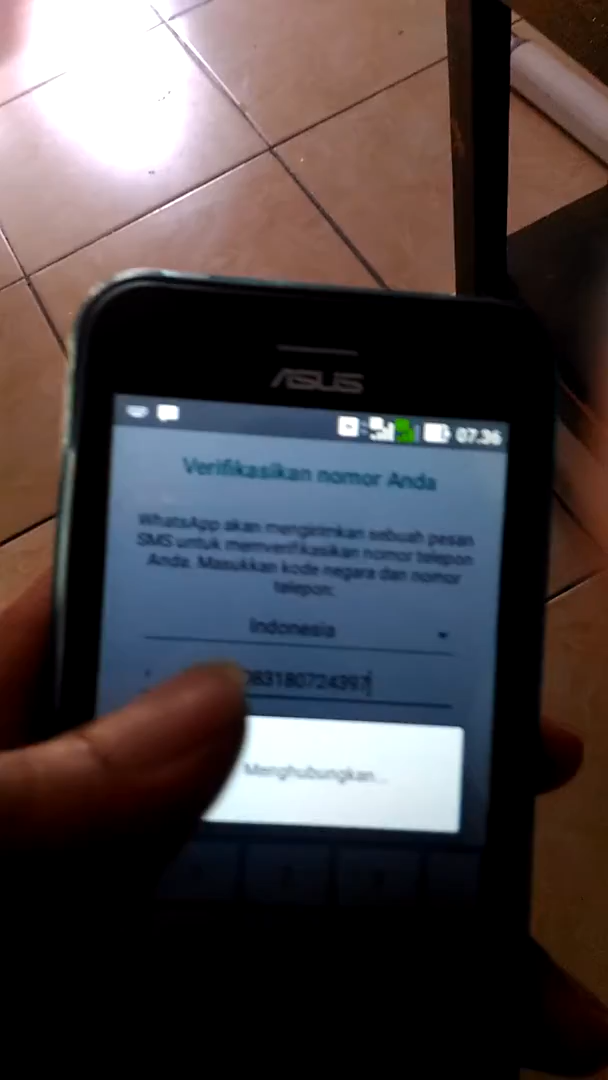 ASUS
07.36
Verifikasikan nomor Anda
WhatsApp akan mengirimkan sebuah pesan
SMS untuk memverifikasikan nomor telepon
Anda. Masukkan kode negara dan nomor
telepon:
Indonesia
083180724397
Menghubungkan...